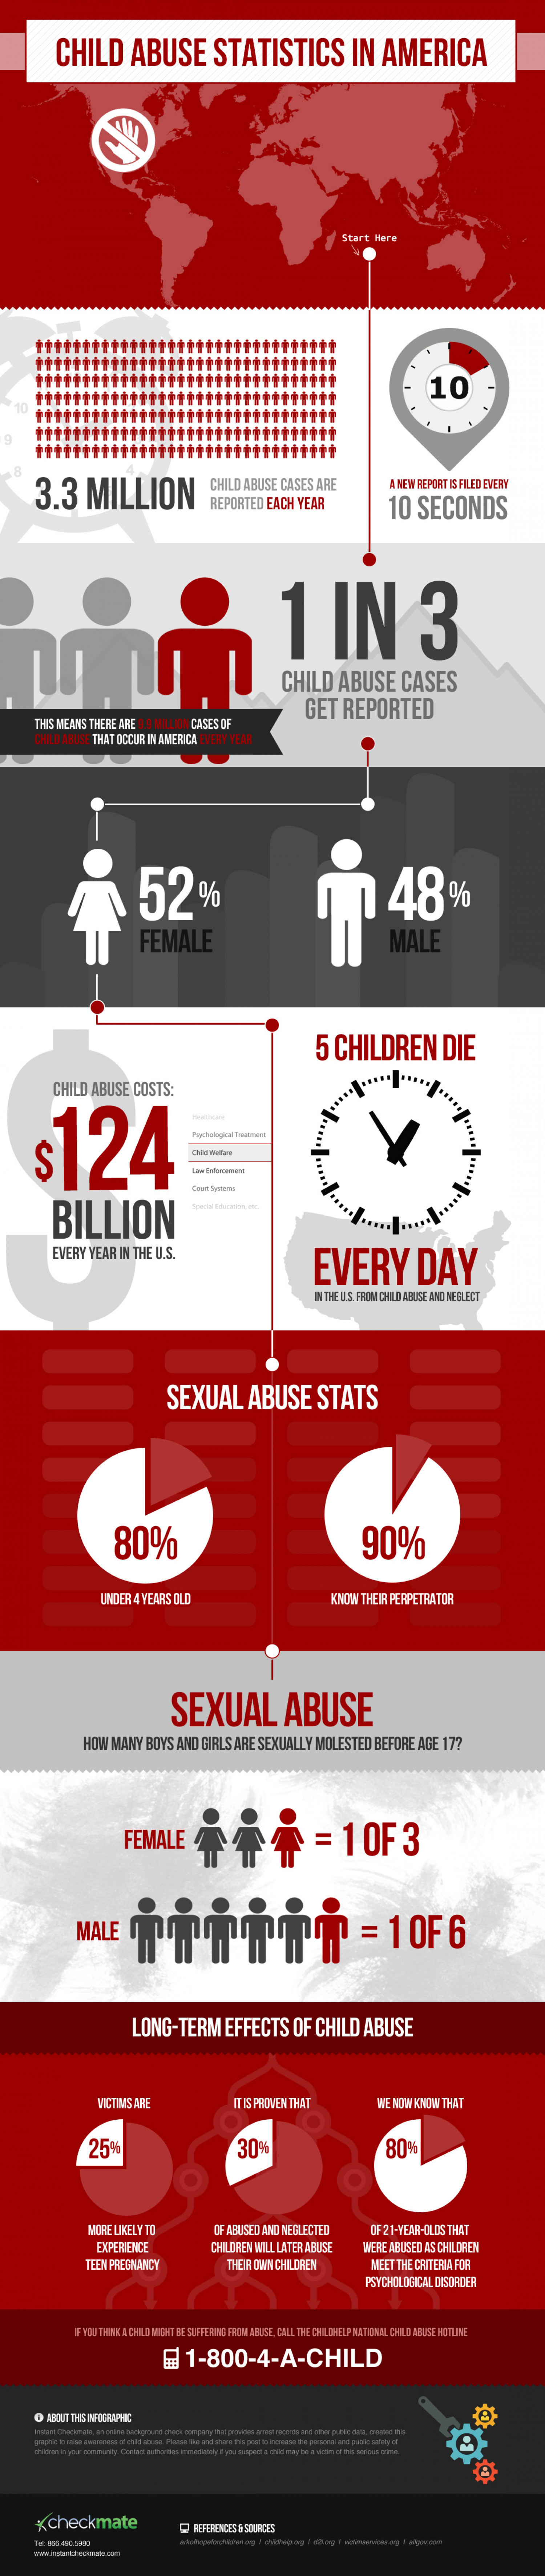 CHILD ABUSE STATISTICS IN AMERICA
Start Here
10
9
8
4
3.3 MILLION
CHILD ABUSE CASES ARE
REPORTED EACH YEAR
10
A NEW REPORT IS FILED EVERY
10 SECONDS
1 IN 3
CHILD ABUSE CASES
GET REPORTED
THIS MEANS THERE ARE 9.9 MILLION CASES OF
CHILD ABUSE THAT OCCUR IN AMERICA EVERY YEAR
52%
FEMALE
48%
MALE
CHILD ABUSE COSTS:
$124
BILLION
EVERY YEAR IN THE U.S.
Healthcare
Psychological Treatment
Child Welfare
Law Enforcement
Court Systems
Special Education, etc.
5 CHILDREN DIE
EVERY DAY
IN THE U.S. FROM CHILD ABUSE AND NEGLECT
SEXUAL ABUSE STATS
80%
UNDER 4 YEARS OLD
90%
KNOW THEIR PERPETRATOR
SEXUAL ABUSE
HOW MANY BOYS AND GIRLS ARE SEXUALLY MOLESTED BEFORE AGE 17?
FEMALE = 1 OF 3
MALE = 1 OF 6
LONG-TERM EFFECTS OF CHILD ABUSE
VICTIMS ARE
25%
MORE LIKELY TO
EXPERIENCE
TEEN PREGNANCY
IT IS PROVEN THAT
30%
OF ABUSED AND NEGLECTED
CHILDREN WILL LATER ABUSE
THEIR OWN CHILDREN
WE NOW KNOW THAT
80%
OF 21-YEAR-OLDS THAT
WERE ABUSED AS CHILDREN
MEET THE CRITERIA FOR
PSYCHOLOGICAL DISORDER
IF YOU THINK A CHILD MIGHT BE SUFFERING FROM ABUSE, CALL THE CHILDHELP NATIONAL CHILD ABUSE HOTLINE
1-800-4-A-CHILD
ABOUT THIS INFOGRAPHIC
Instant Checkmate, an online background check company that provides arrest records and other public data, created this
graphic to raise awareness of child abuse. Please like and share this post to increase the personal and public safety of
children in your community. Contact authorities immediately if you suspect a child may be a victim of this serious crime.
checkmate
Tel: 866.490.5980
www.instantcheckmate.com
REFERENCES & SOURCES
arkofhopeforchildren.org / childhelp.org / d2l.org / victimservices.org / allgov.com